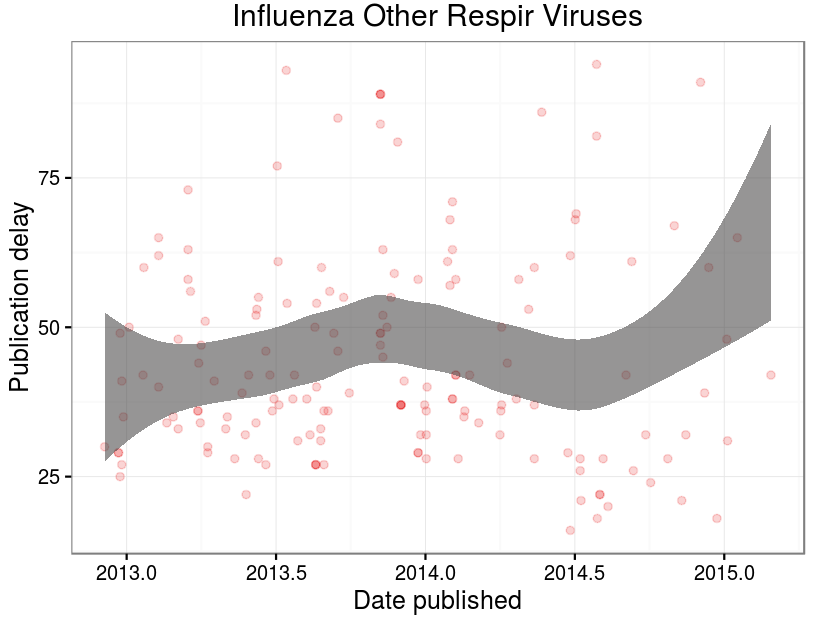 Influenza Other Respir Viruses
Publication delay
75
50
25
2013.0 2013.5 2014.0 2014.5 2015.0
Date published